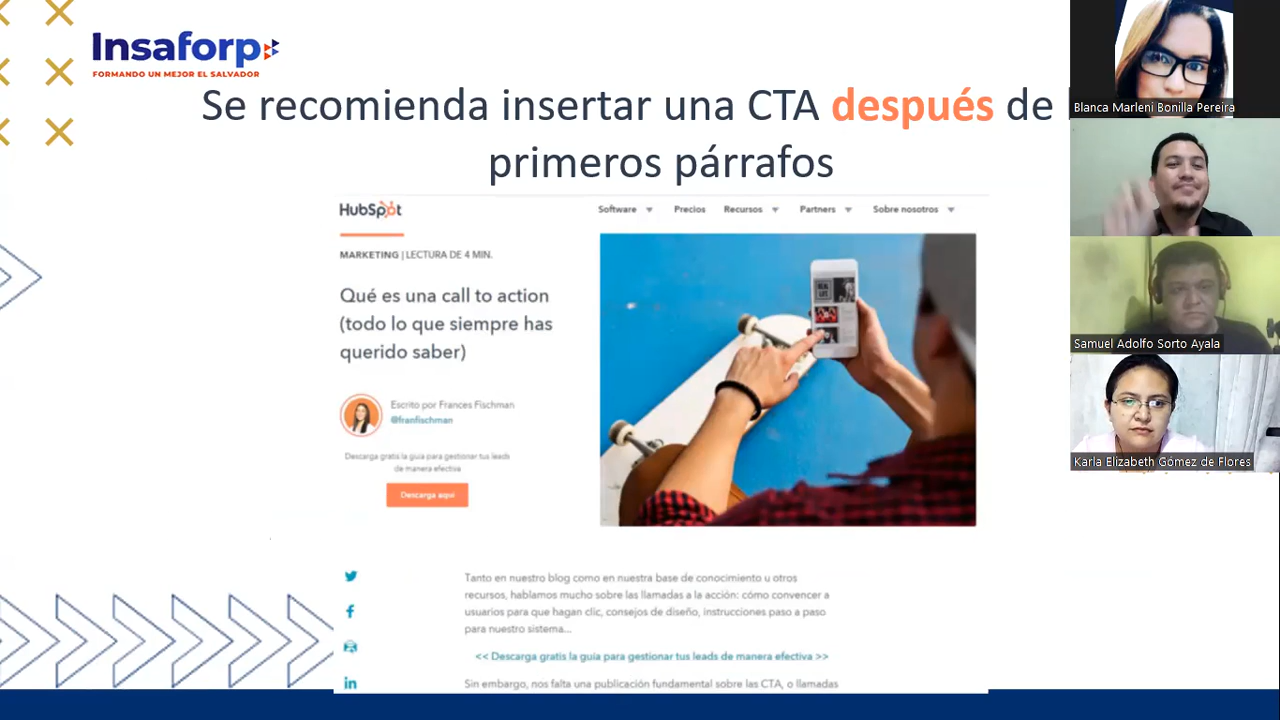 Insaforp
FORMANDO UN MEJOR EL SALVADOR
Se recomienda insertar una CTA después de
primeros párrafos
HubSpot
Software
Precios
Recursos
Partners
Sobre nosotros
MARKETING | LECTURA DE 4 MIN.
Qué es una call to action
(todo lo que siempre has
querido saber)
Escrito por Frances Fischman
@franfischman
Descarga gratis la guía para gestionar tus leads
de manera efectiva
Descarga aquí
Tanto en nuestro blog como en nuestra base de conocimiento u otros
recursos, hablamos mucho sobre las llamadas a la acción: cómo convencer a
usuarios para que hagan clic, consejos de diseño, instrucciones paso a paso
para nuestro sistema...
<< Descarga gratis la guía para gestionar tus leads de manera efectiva >>
Sin embargo, nos falta una publicación fundamental sobre las CTA, o llamadas
Blanca Marleni Bonilla Pereira
Samuel Adolfo Sorto Ayala
Karla Elizabeth Gómez de Flores